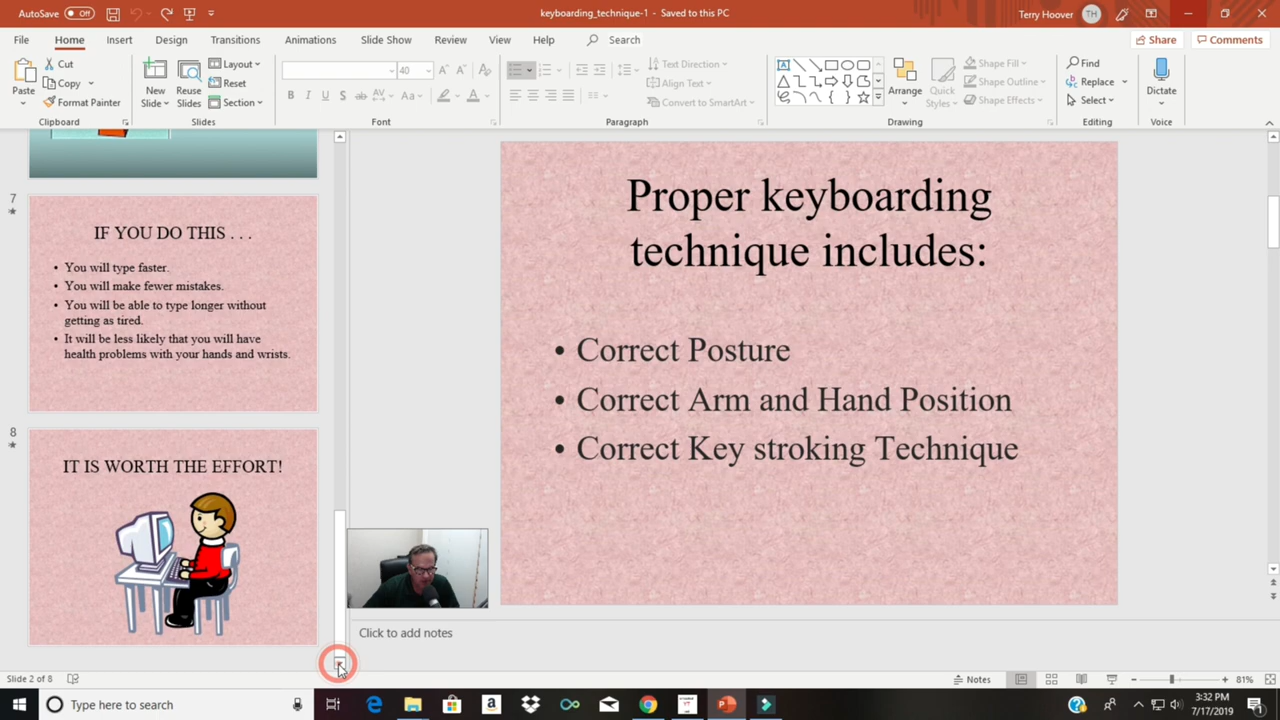 AutoSave Off
keyboarding_technique-1 - Saved to this PC
Terry Hoover TH
File Home Insert Design Transitions Animations Slide Show Review View Help Search
Share Comments
Paste
Cut
Copy
Format Painter
Clipboard
New Slide
Reuse Slides
Layout
Reset
Section
Slides
40
B I U S ab AV Aa A
Font
Text Direction
Align Text
Convert to SmartArt
Paragraph
Arrange
Quick Styles
Shape Fill
Shape Outline
Shape Effects
Drawing
Find
Replace
Select
Editing
Dictate
Voice
7
IF YOU DO THIS . . .
• You will type faster.
• You will make fewer mistakes.
• You will be able to type longer without
getting as tired.
• It will be less likely that you will have
health problems with your hands and wrists.
8
IT IS WORTH THE EFFORT!
Proper keyboarding
technique includes:
• Correct Posture
• Correct Arm and Hand Position
• Correct Key stroking Technique
Click to add notes
Slide 2 of 8
Notes
81%
Type here to search
3:32 PM
7/17/2019